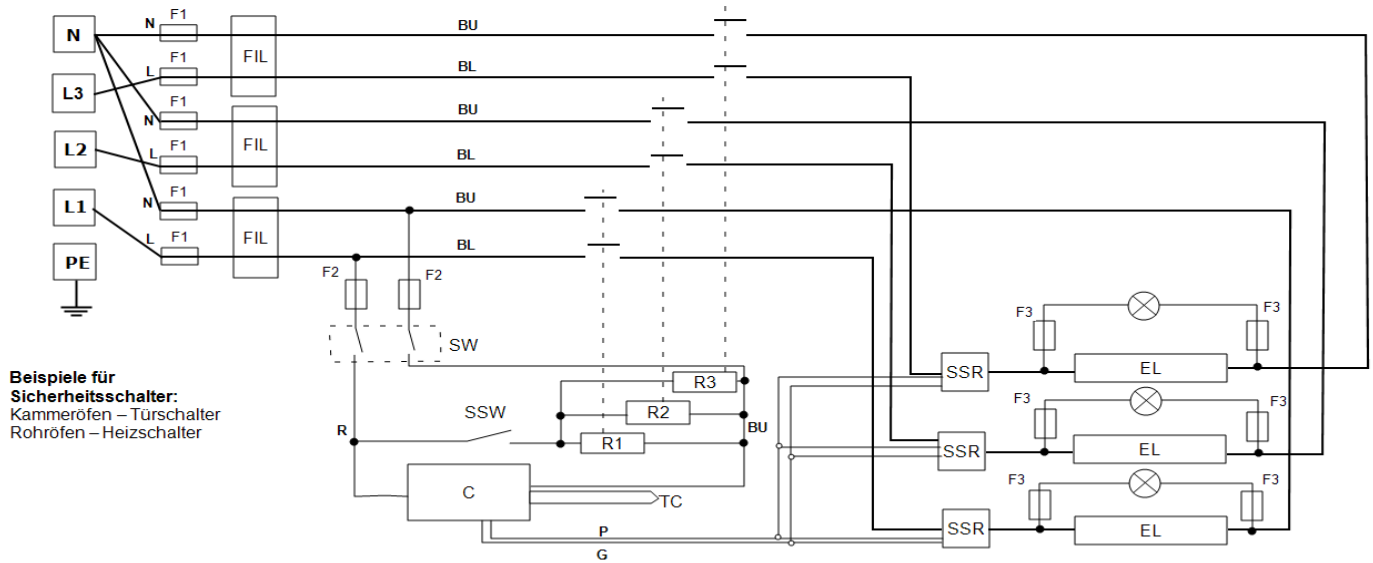 N
L3
L2
L1
PE
N F1
L F1
N F1
L F1
N F1
L F1
FIL
FIL
FIL
BU
BL
BU
BL
BU
BL
F2 F2
SW
Beispiele für
Sicherheitsschalter:
Kammeröfen – Türschalter
Rohröfen – Heizschalter
SSW
R
R3
R2
R1
BU
C
TC
P
G
F3 F3
SSR EL
F3 F3
SSR EL
F3 F3
SSR EL